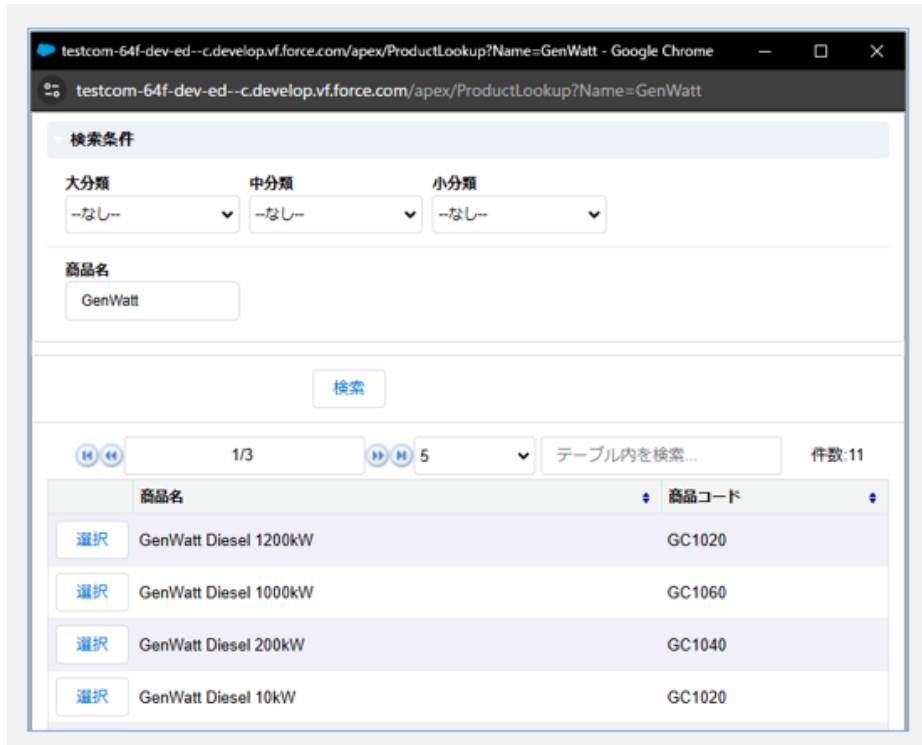 testcom-64f-dev-ed--c.develop.vf.force.com/apex/ProductLookup?Name=GenWatt - Google Chrome
testcom-64f-dev-ed--c.develop.vf.force.com/apex/ProductLookup?Name=GenWatt
検索条件
大分類 中分類 小分類
--なし-- --なし-- --なし--
商品名
GenWatt
検索
1/3 5 テーブル内を検索... 件数:11
商品名 商品コード
選択 GenWatt Diesel 1200kW GC1020
選択 GenWatt Diesel 1000kW GC1060
選択 GenWatt Diesel 200kW GC1040
選択 GenWatt Diesel 10kW GC1020